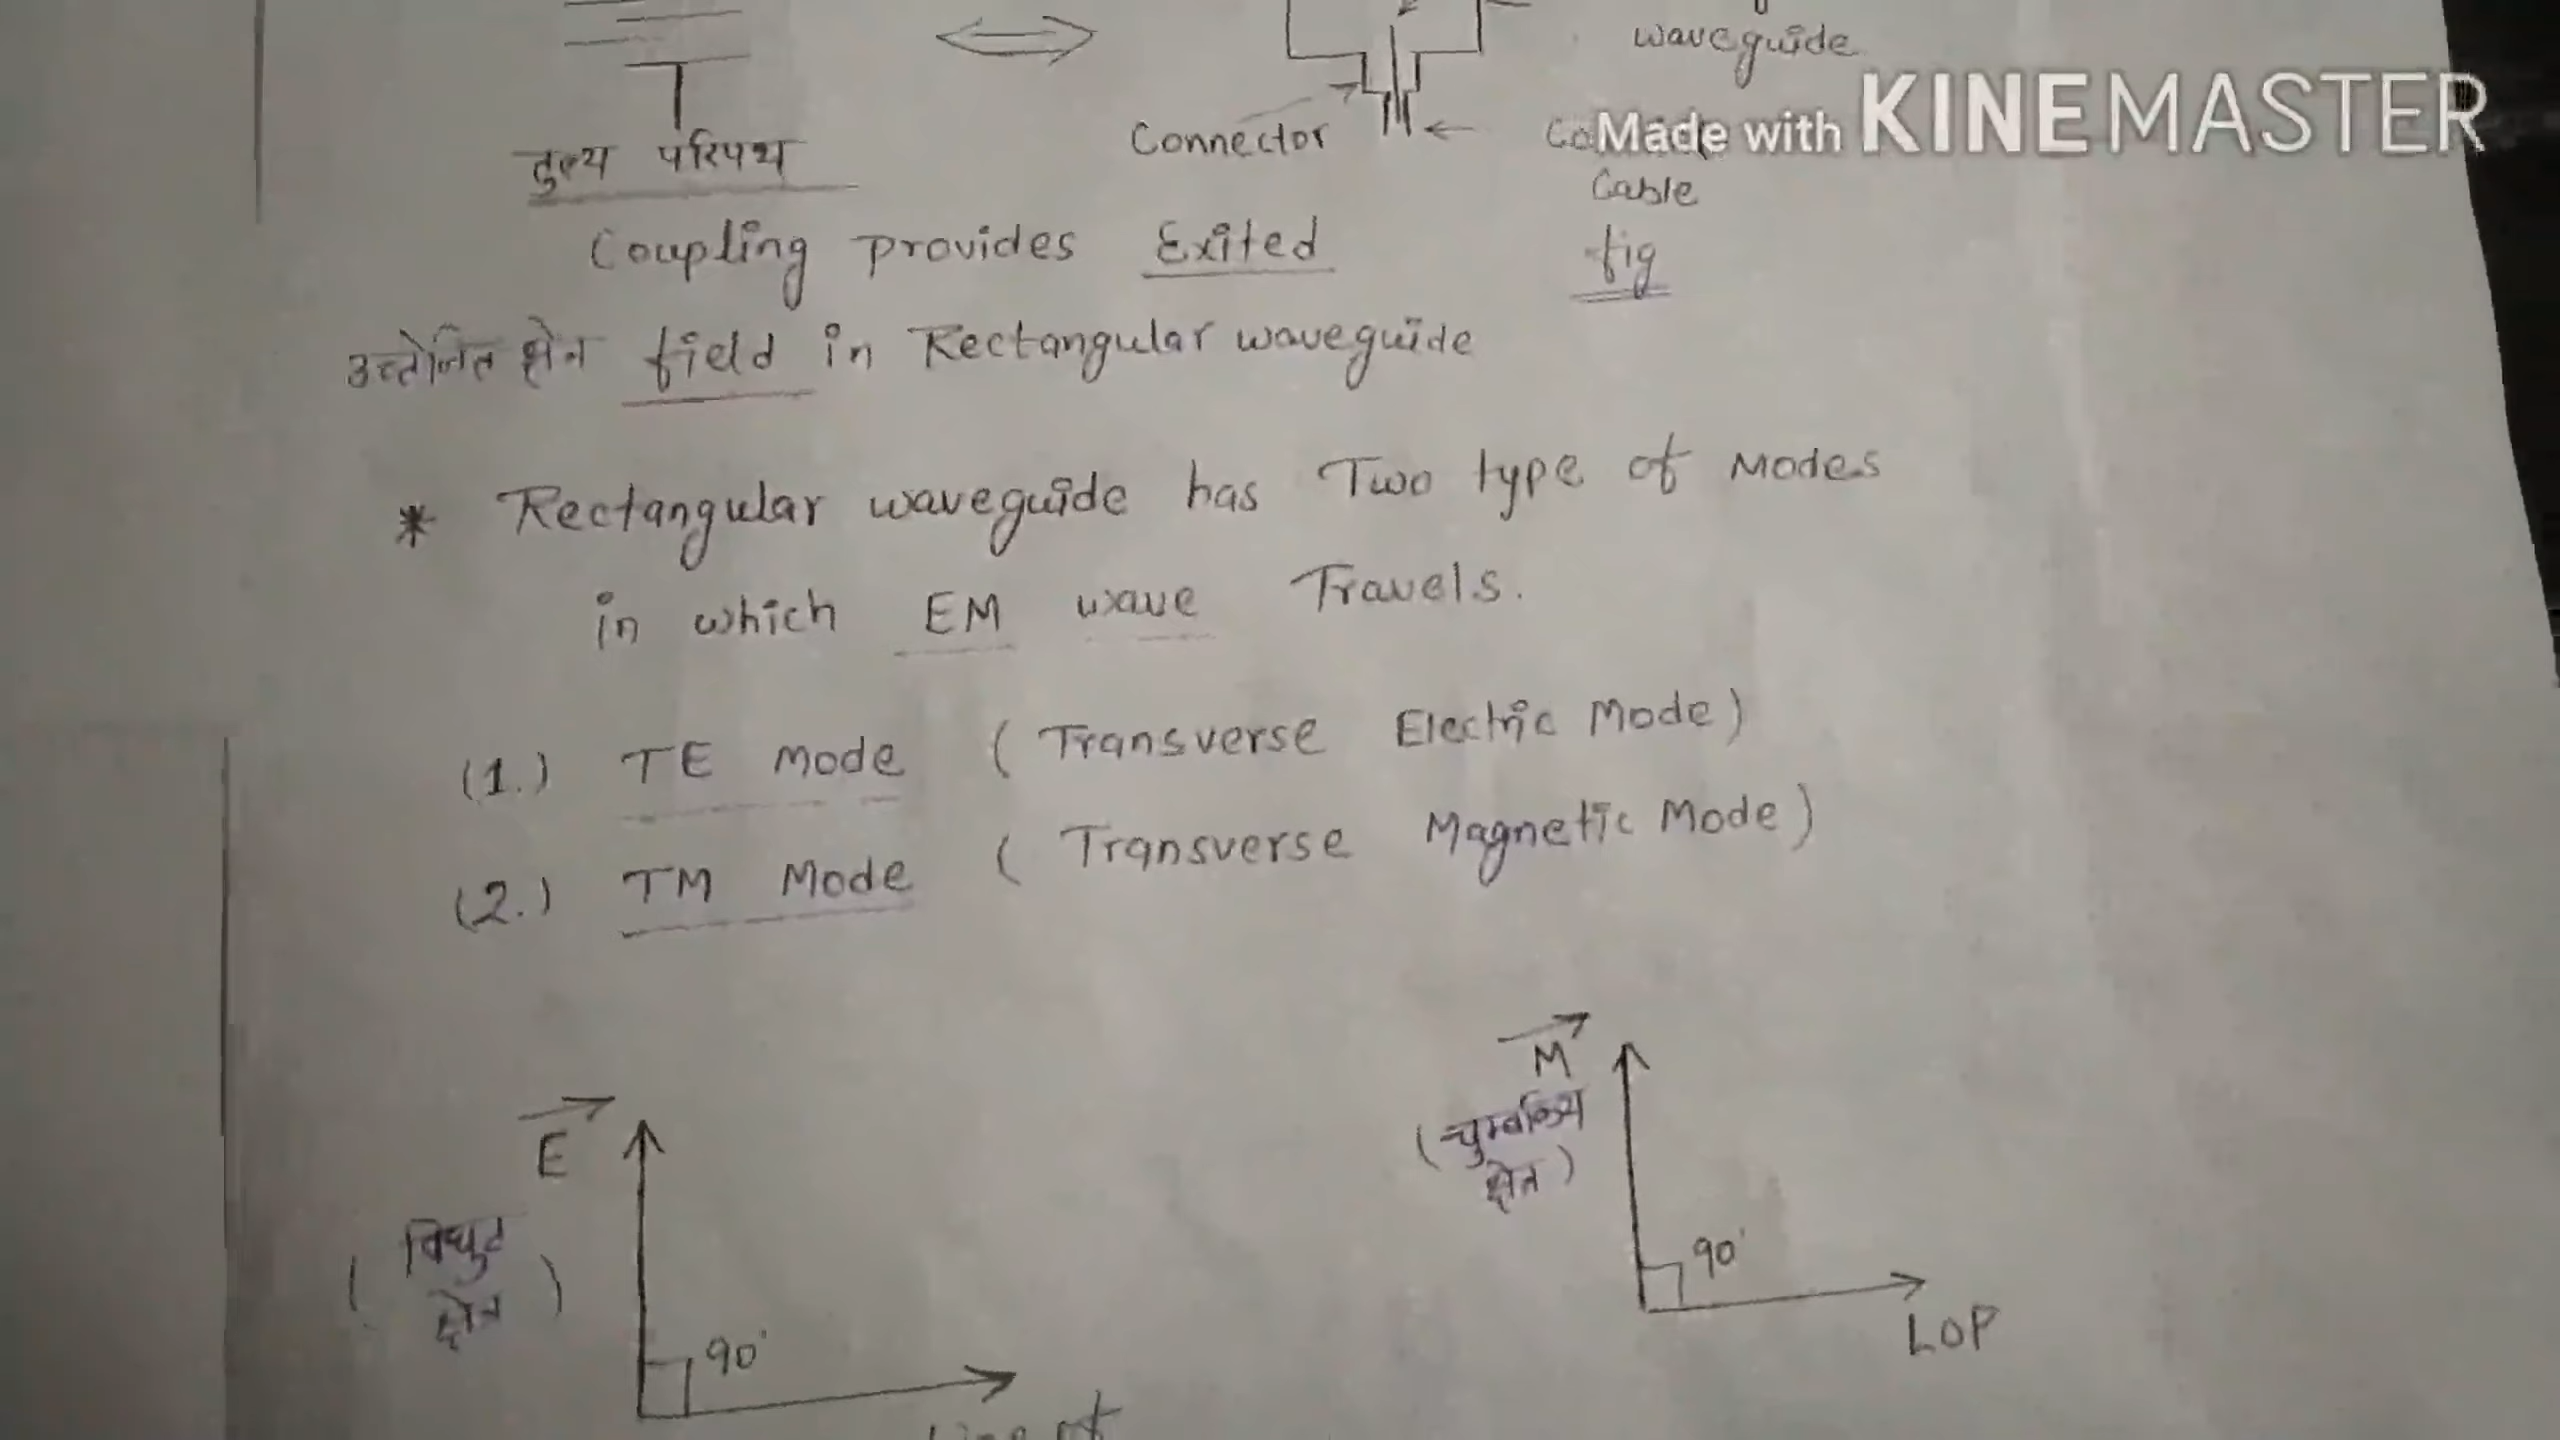 waveguide
Made with KINEMASTER
Connector
Cable
तुल्य परिपथ
Coupling provides Exited
fig
उत्तेजित क्षेत्र field in Rectangular waveguide
* Rectangular waveguide has Two type of Modes
in which EM wave Travels.
(1.) TE Mode ( Transverse Electric Mode)
(2.) TM Mode ( Transverse Magnetic Mode)
M
(चुम्बकिय
क्षेत्र)
90°
LOP
E
( विधुत
क्षेत्र )
90°
Line of